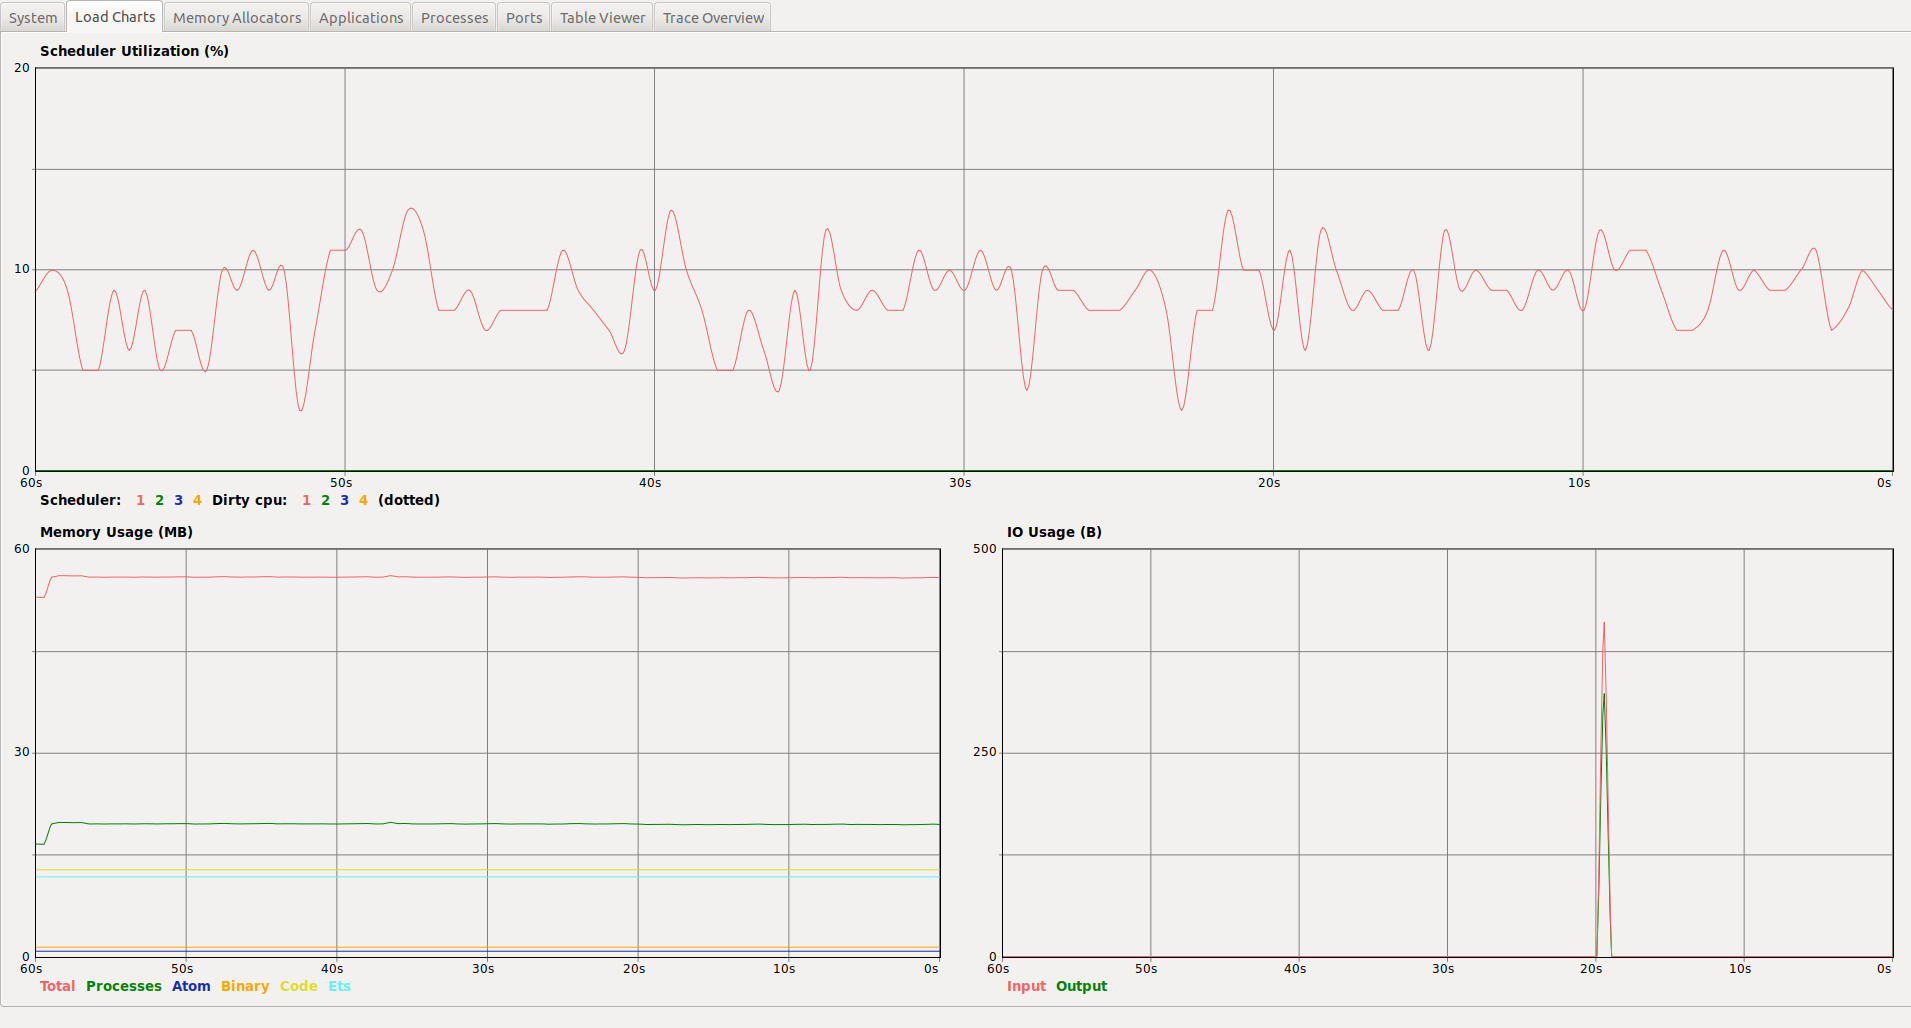 System Load Charts Memory Allocators Applications Processes Ports Table Viewer Trace Overview
Scheduler Utilization (%)
20
10
0
60s 50s 40s 30s 20s 10s 0s
Scheduler: 1 2 3 4 Dirty cpu: 1 2 3 4 (dotted)
Memory Usage (MB)
60
30
0
60s 50s 40s 30s 20s 10s 0s
Total Processes Atom Binary Code Ets
IO Usage (B)
500
250
0
60s 50s 40s 30s 20s 10s 0s
Input Output